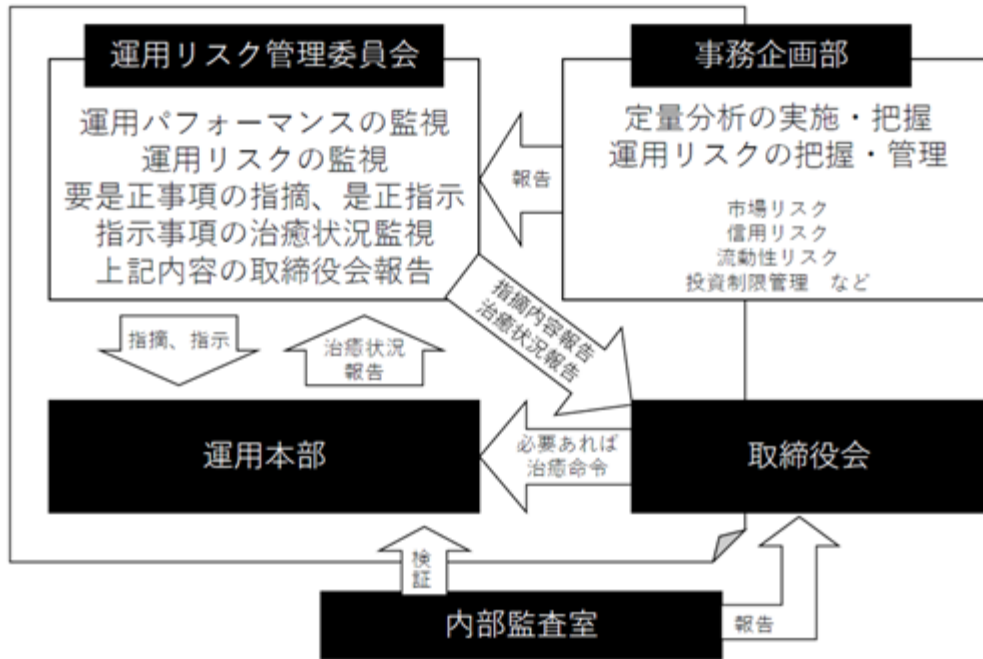 運用リスク管理委員会
運用パフォーマンスの監視
運用リスクの監視
要是正事項の指摘、是正指示
指示事項の治癒状況監視
上記内容の取締役会報告
事務企画部
定量分析の実施・把握
運用リスクの把握・管理
市場リスク
信用リスク
流動性リスク
投資制限管理　など
報告
指摘、指示
治癒状況
報告
指摘内容報告
治癒状況報告
運用本部
必要あれば
治癒命令
取締役会
検証
内部監査室
報告